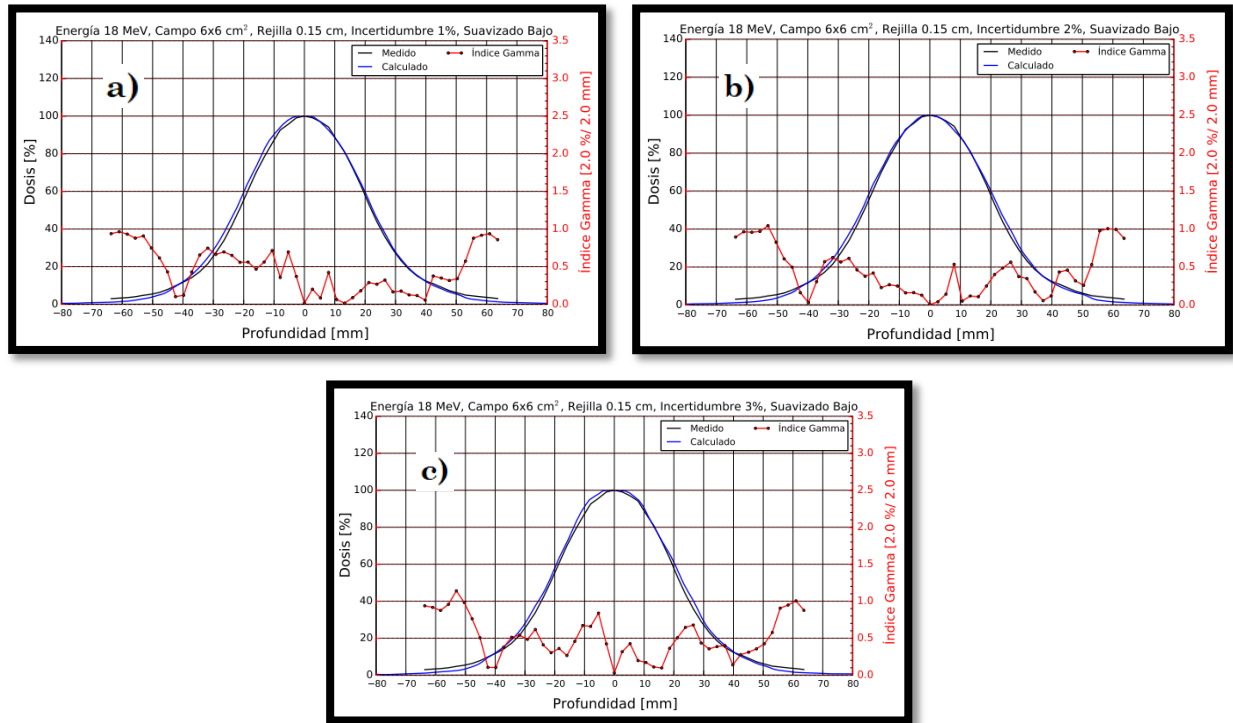 Energía 18 MeV, Campo 6x6 cm², Rejilla 0.15 cm, Incertidumbre 1%, Suavizado Bajo
a)
Medido
Calculado
Índice Gamma
Dosis [%]
140
120
100
80
60
40
20
0
3.5
3.0
2.5
2.0
1.5
1.0
0.5
0.0
Índice Gamma [2.0 %/ 2.0 mm]
−80 −70 −60 −50 −40 −30 −20 −10 0 10 20 30 40 50 60 70 80
Profundidad [mm]
Energía 18 MeV, Campo 6x6 cm², Rejilla 0.15 cm, Incertidumbre 2%, Suavizado Bajo
b)
Medido
Calculado
Índice Gamma
Dosis [%]
140
120
100
80
60
40
20
0
3.5
3.0
2.5
2.0
1.5
1.0
0.5
0.0
Índice Gamma [2.0 %/ 2.0 mm]
−80 −70 −60 −50 −40 −30 −20 −10 0 10 20 30 40 50 60 70 80
Profundidad [mm]
Energía 18 MeV, Campo 6x6 cm², Rejilla 0.15 cm, Incertidumbre 3%, Suavizado Bajo
c)
Medido
Calculado
Índice Gamma
Dosis [%]
140
120
100
80
60
40
20
0
3.5
3.0
2.5
2.0
1.5
1.0
0.5
0.0
Índice Gamma [2.0 %/ 2.0 mm]
−80 −70 −60 −50 −40 −30 −20 −10 0 10 20 30 40 50 60 70 80
Profundidad [mm]